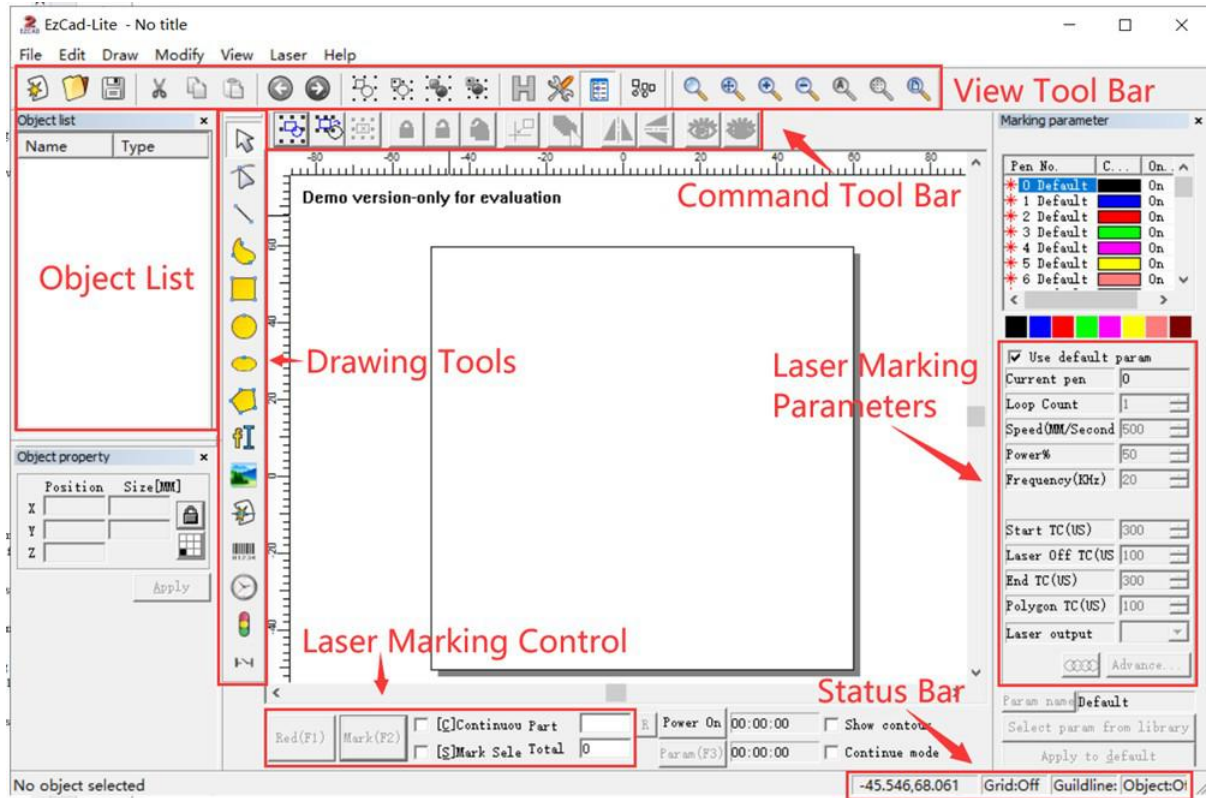 EzCad-Lite - No title
File Edit Draw Modify View Laser Help
View Tool Bar
Object list
Name Type
Object List
Command Tool Bar
-80 -60 -40 -20 0 20 40 60 80
Demo version-only for evaluation
Drawing Tools
Marking parameter
Pen No. C... On..
0 Default On
1 Default On
2 Default On
3 Default On
4 Default On
5 Default On
6 Default On
Laser Marking
Parameters
Use default param
Current pen 0
Loop Count 1
Speed(MM/Second 500
Power% 50
Frequency(KHz) 20
Start TC(US) 300
Laser Off TC(US 100
End TC(US) 300
Polygon TC(US) 100
Laser output
Advance...
Param name Default
Select param from library
Apply to default
Object property
Position Size[MM]
X
Y
Z
Apply
40
20
0
-20
-40
Laser Marking Control
Status Bar
Red(F1) Mark(F2) [C]Continuou Part R Power On 00:00:00 Show contour
[S]Mark Sele Total 0 Param(F3) 00:00:00 Continue mode
No object selected
-45.546,68.061 Grid:Off Guildline: Object:Of